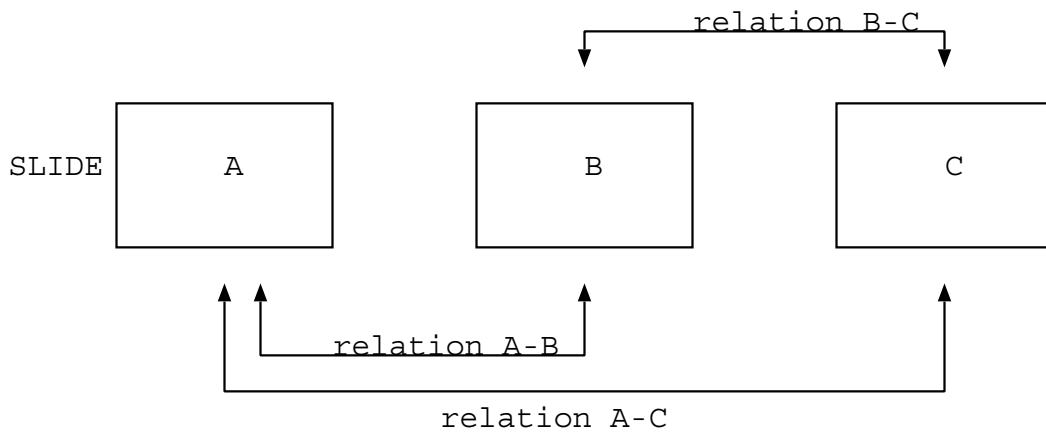 relation B-C
SLIDE A B C
relation A-B
relation A-C